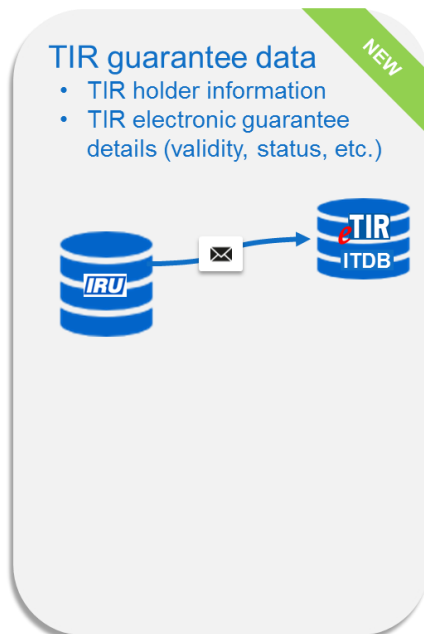 TIR guarantee data
NEW
• TIR holder information
• TIR electronic guarantee
details (validity, status, etc.)
eTIR
ITDB
IRU